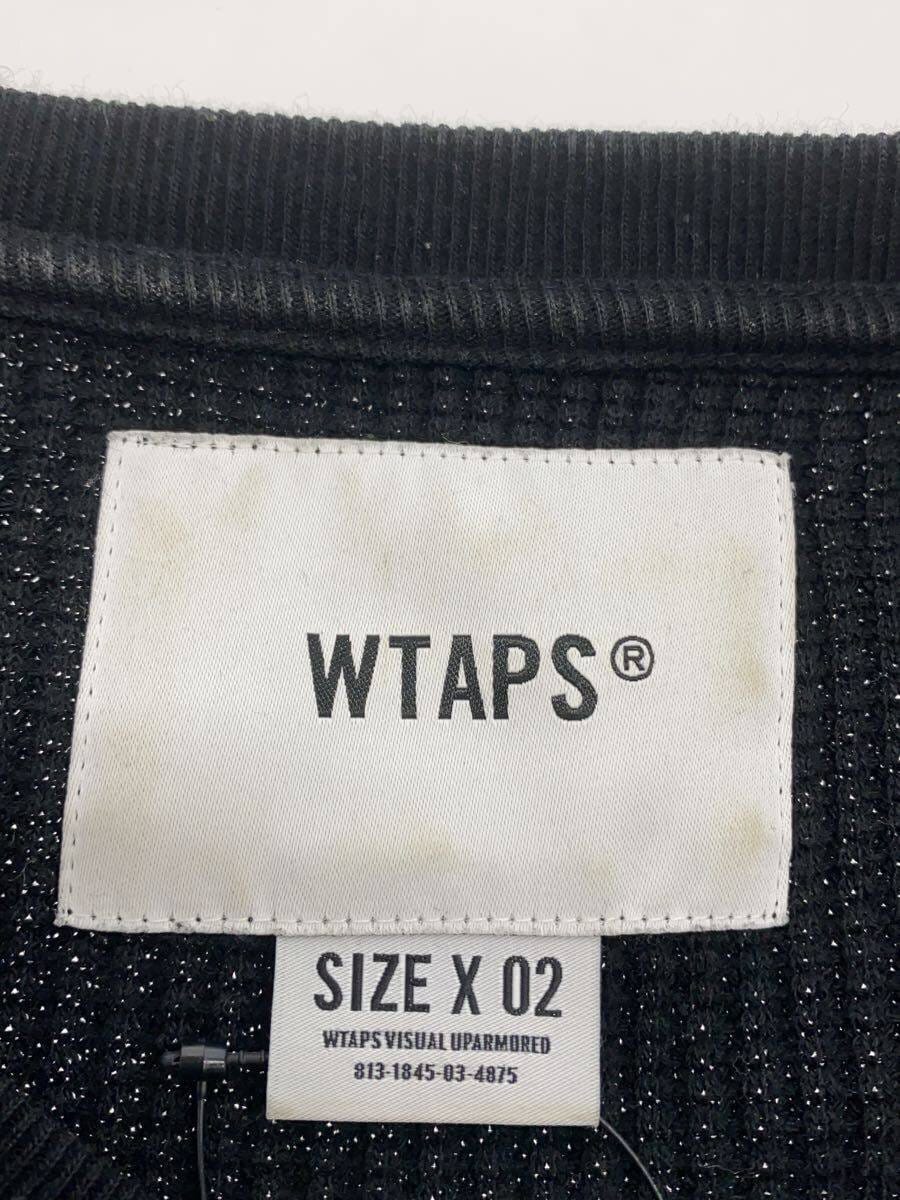 WTAPS®
SIZE X 02
WTAPS VISUAL UPARMORED
813-1845-03-4875